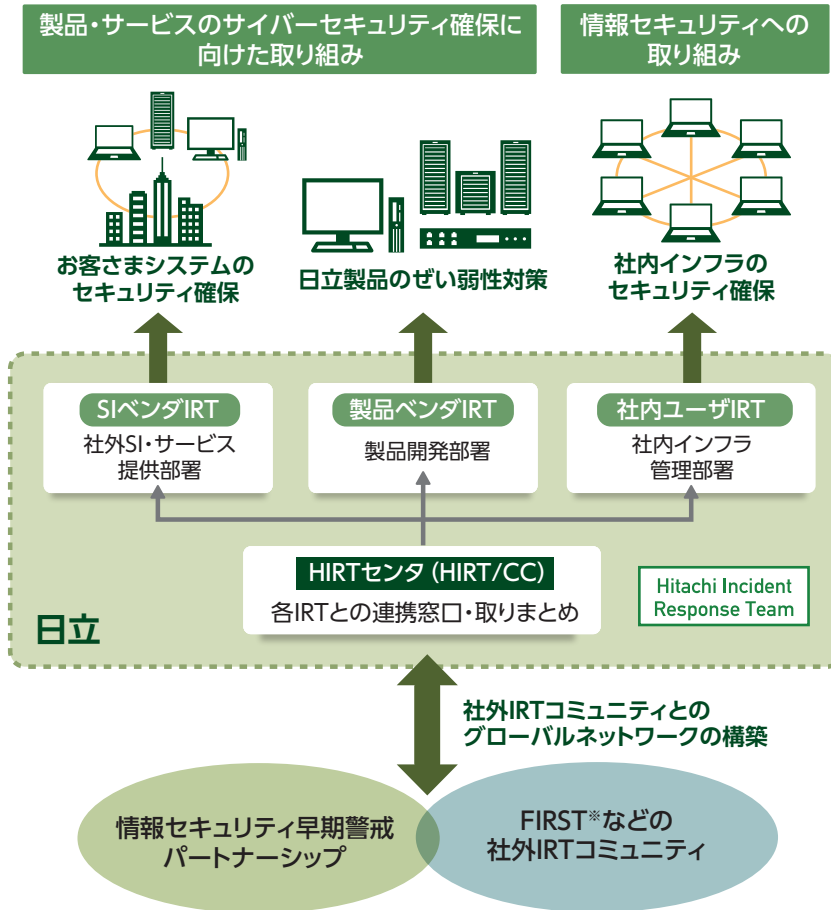 製品・サービスのサイバーセキュリティ確保に
向けた取り組み
情報セキュリティへの
取り組み
お客さまシステムの
セキュリティ確保
日立製品のぜい弱性対策
社内インフラの
セキュリティ確保
SIベンダIRT
社外SI・サービス
提供部署
製品ベンダIRT
製品開発部署
社内ユーザIRT
社内インフラ
管理部署
HIRTセンタ (HIRT/CC)
各IRTとの連携窓口・取りまとめ
Hitachi Incident
Response Team
日立
社外IRTコミュニティとの
グローバルネットワークの構築
情報セキュリティ早期警戒
パートナーシップ
FIRST※などの
社外IRTコミュニティ